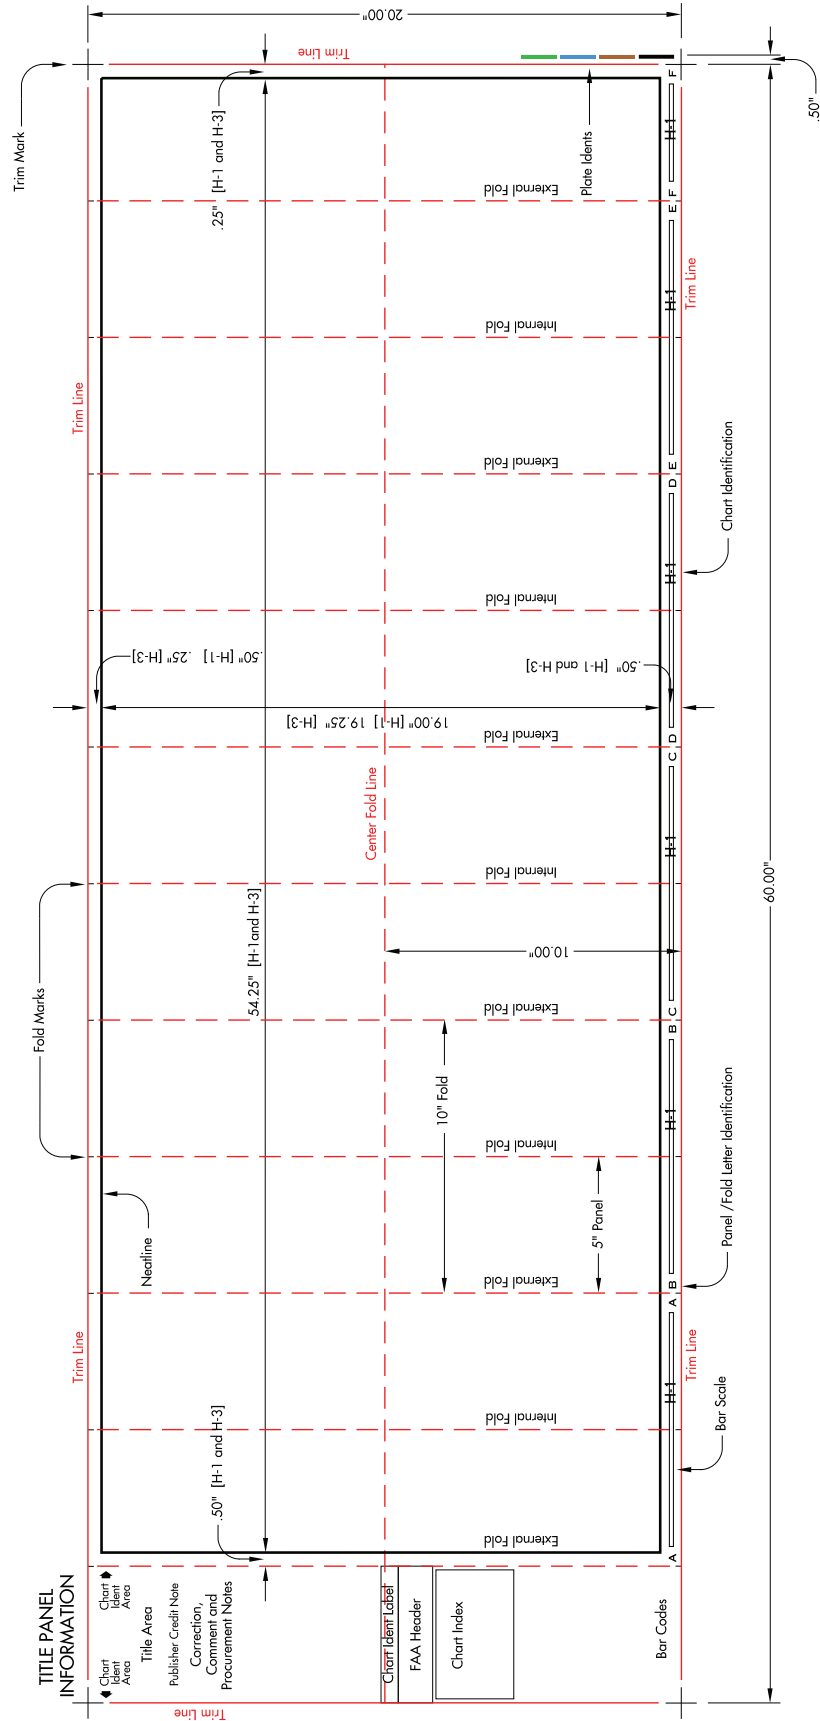 20.00"
Trim Line
Trim Mark
.25" [H-1 and H-3]
Plate Idents
.50"
F
H-1
F
External Fold
E
H-1
Trim Line
Internal Fold
Trim Line
External Fold
E
D
Chart Identification
H-1
Internal Fold
.50" [H-1] .25" [H-3]
.50" [H-1 and H-3]
19.00" [H-1] 19.25" [H-3]
External Fold
D
C
Center Fold Line
H-1
60.00"
Internal Fold
54.25" [H-1and H-3]
10.00"
Fold Marks
External Fold
C
B
10" Fold
H-1
Internal Fold
5" Panel
Panel /Fold Letter Identification
Neatline
External Fold
B
A
Trim Line
Trim Line
H-1
Bar Scale
.50" [H-1 and H-3]
Internal Fold
External Fold
A
TITLE PANEL
INFORMATION
Chart
Ident
Area
Chart
Ident
Area
Title Area
Publisher Credit Note
Correction,
Comment and
Procurement Notes
Chart Ident Label
FAA Header
Chart Index
Bar Codes
Trim Line